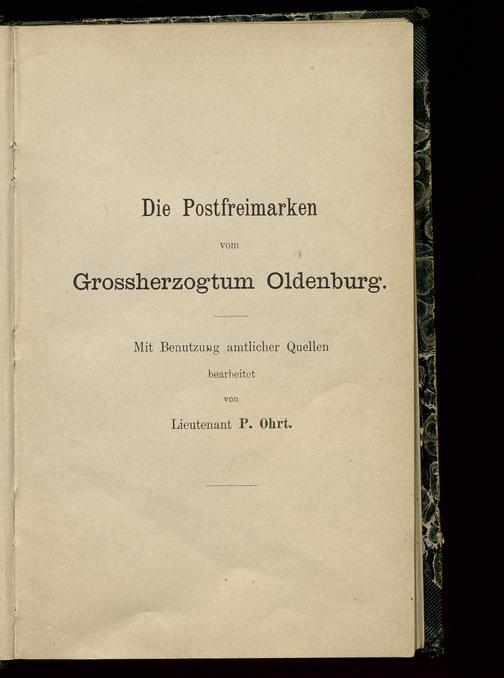 Die Postfreimarken
vom
Grossherzogtum Oldenburg.
Mit Benutzung amtlicher Quellen
bearbeitet
von
Lieutenant P. Ohrt.